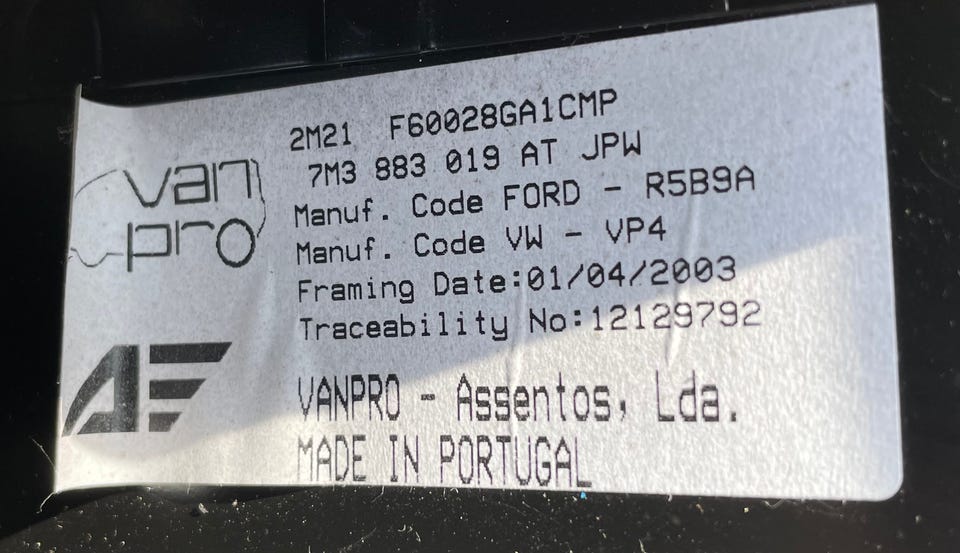 van
pro
2M21 F60028GA1CMP
7M3 883 019 AT JPW
Manuf. Code FORD - R5B9A
Manuf. Code VW - VP4
Framing Date:01/04/2003
Traceability No:12129792
AE
VANPRO - Assentos, Lda.
MADE IN PORTUGAL